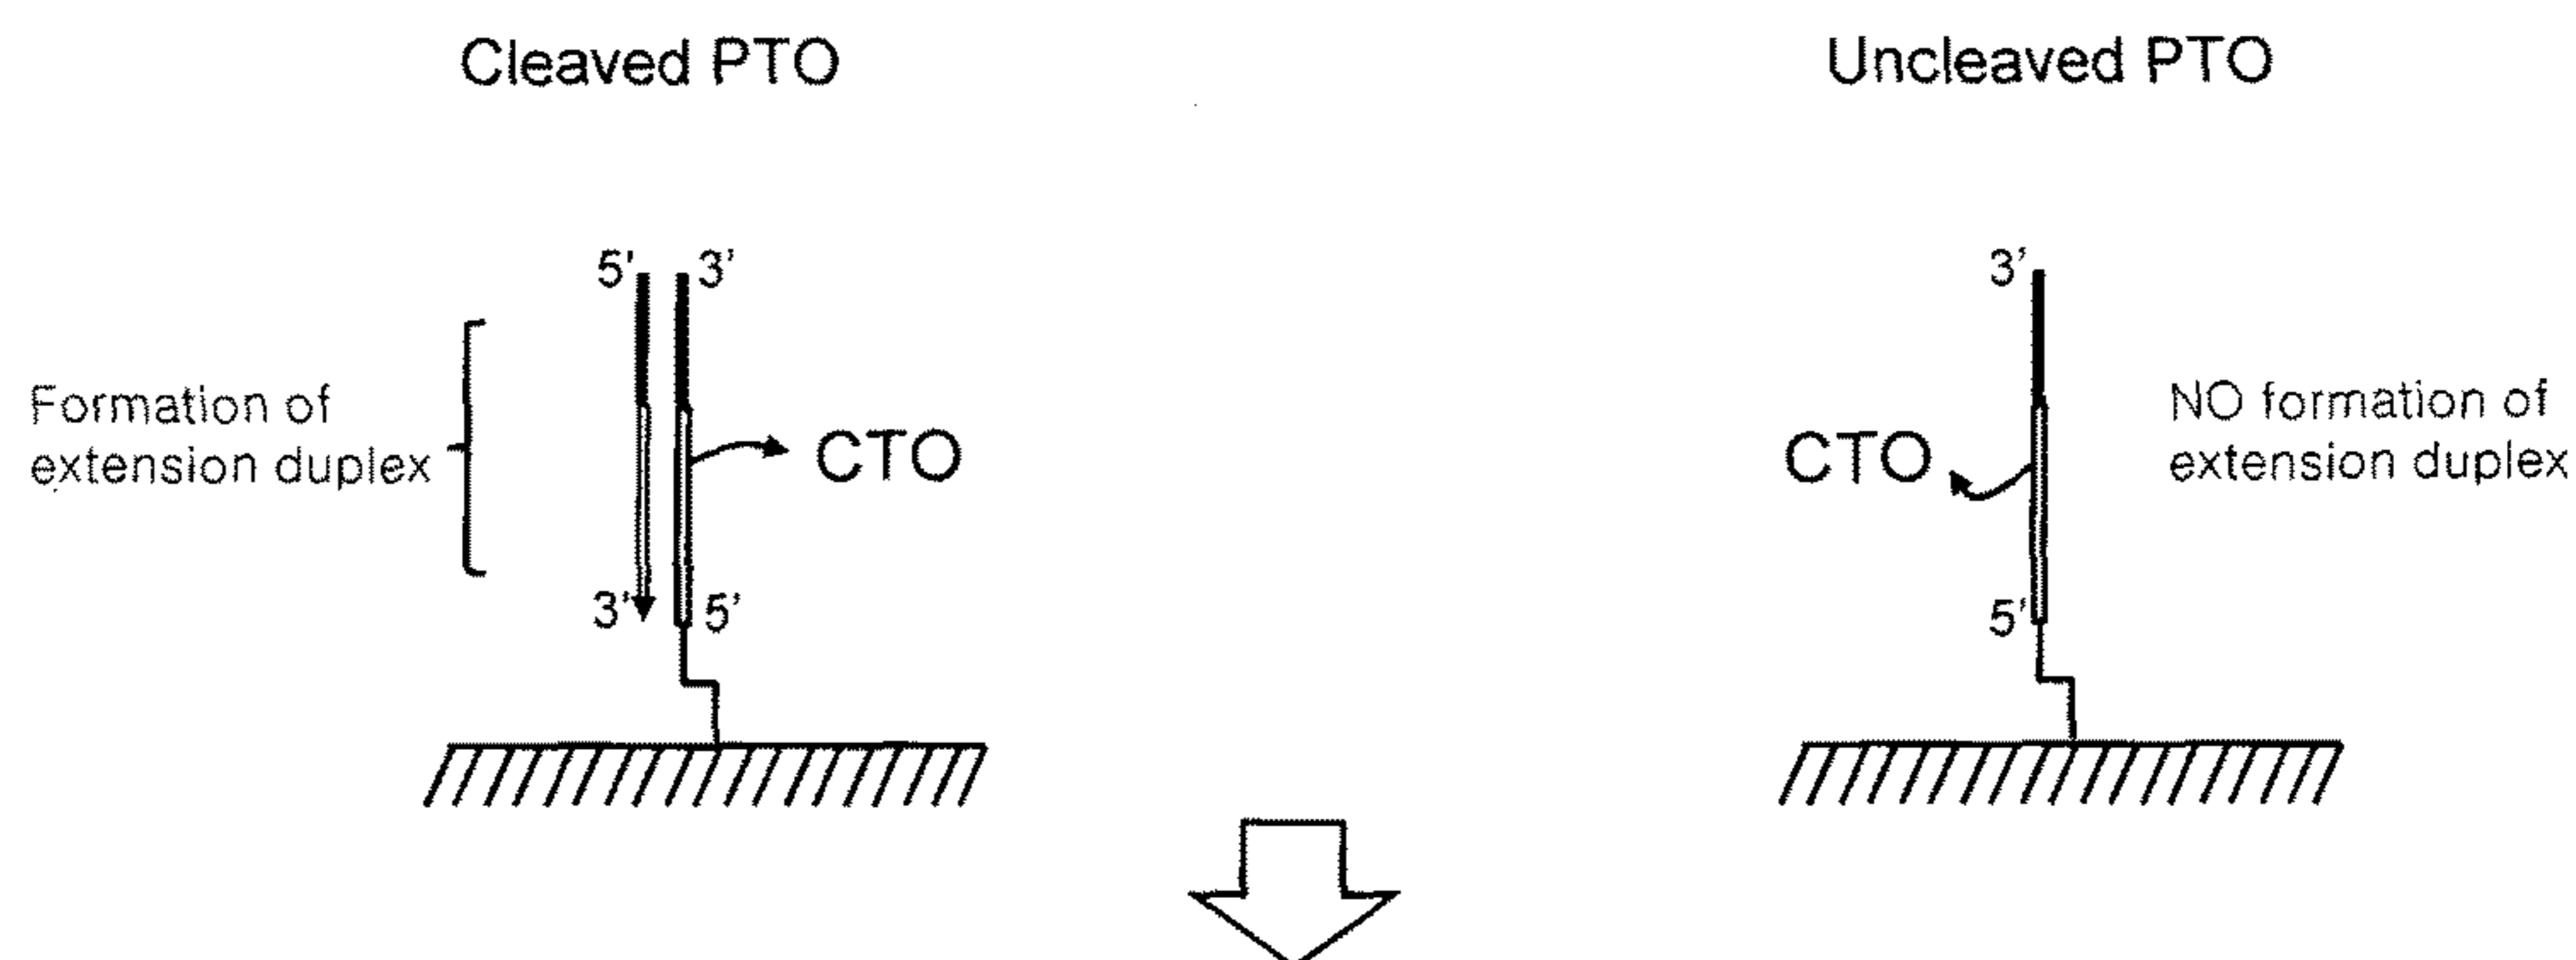 Cleaved PTO
Uncleaved PTO
5' 3'
3'
Formation of
extension duplex
CTO
CTO
NO formation of
extension duplex
3' 5'
5'